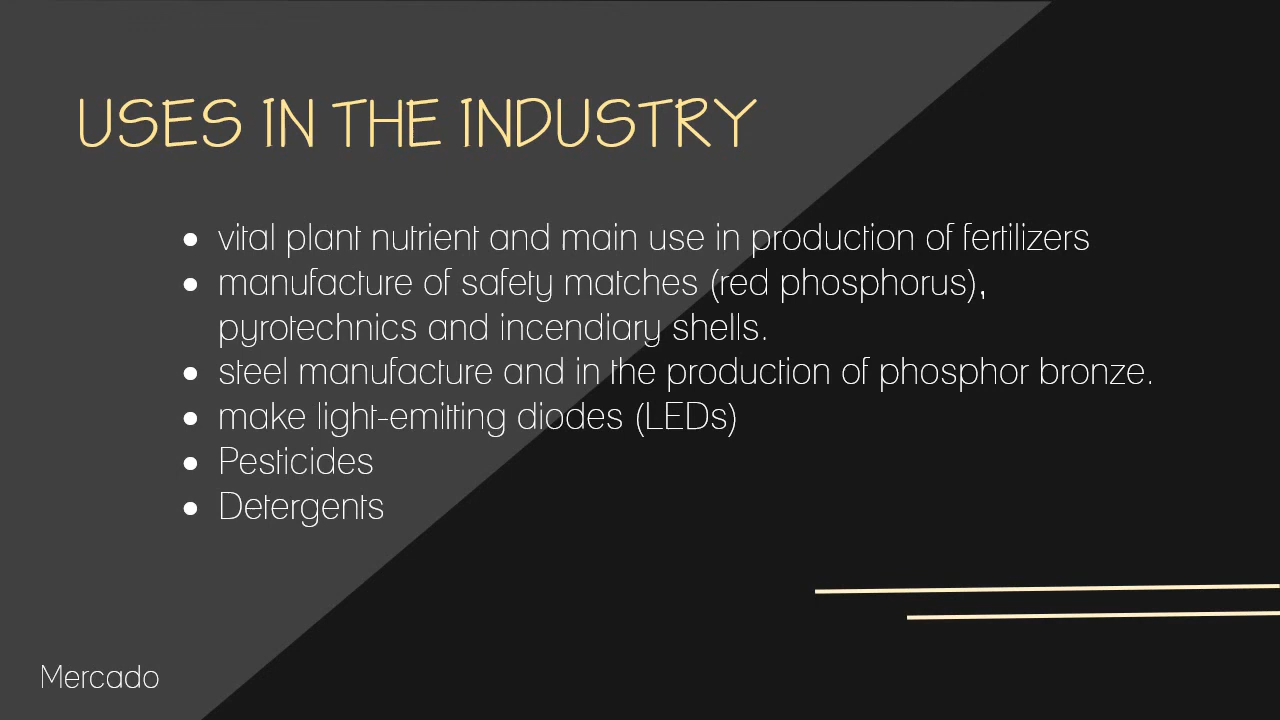 USES IN THE INDUSTRY
• vital plant nutrient and main use in production of fertilizers
• manufacture of safety matches (red phosphorus),
pyrotechnics and incendiary shells.
• steel manufacture and in the production of phosphor bronze.
• make light-emitting diodes (LEDs)
• Pesticides
• Detergents
Mercado